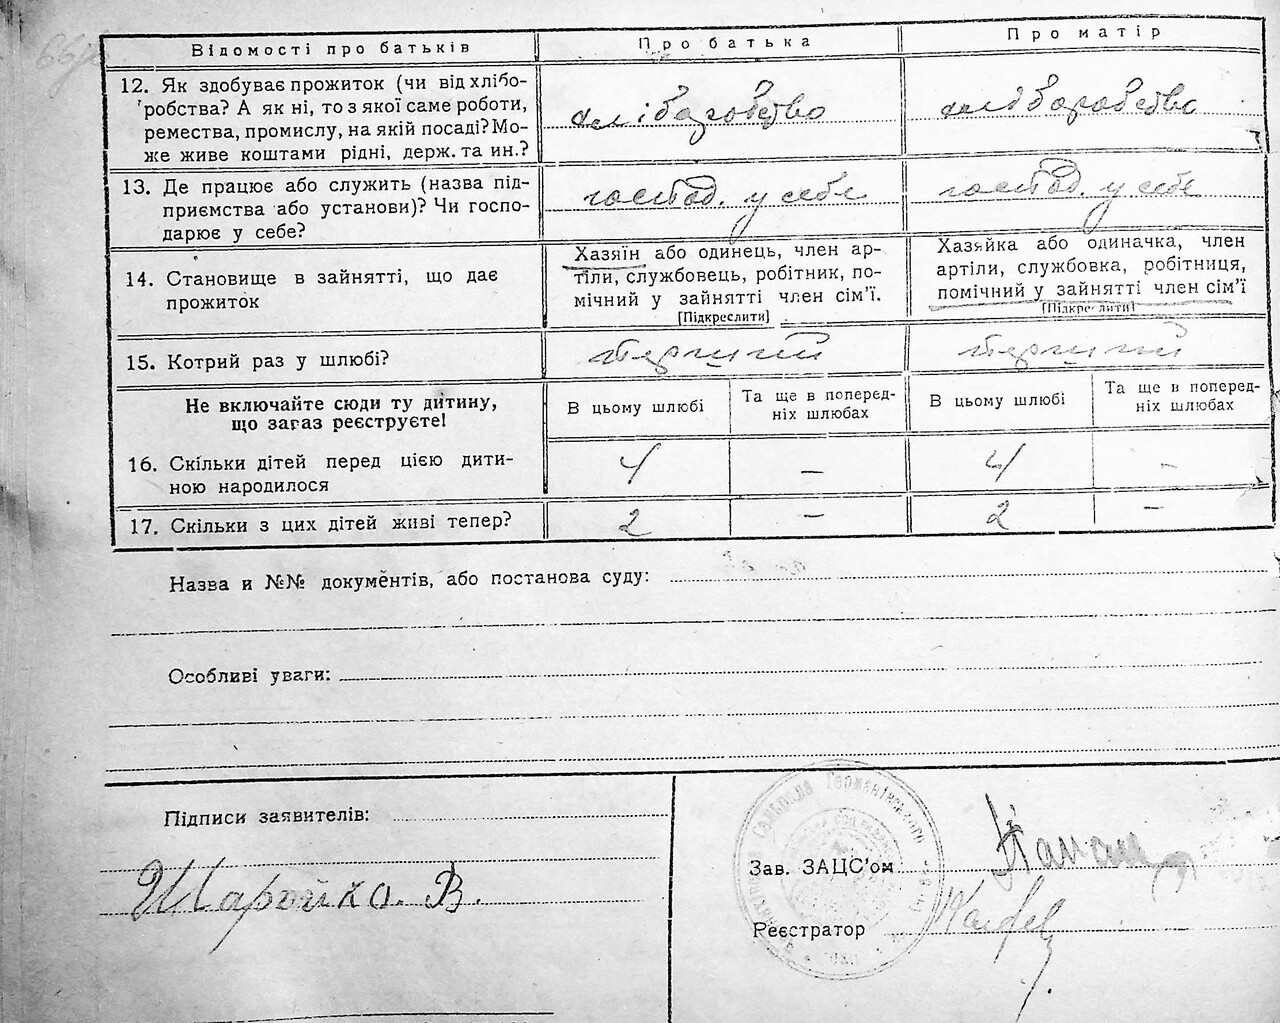 Відомості про батьків
Про батька
Про матір
12. Як здобуває прожиток (чи від хлібо-
робства? А як ні, то з якої саме роботи,
ремества, промислу, на якій посаді? Мо-
же живе коштами рідні, держ. та ин.?
хліборобство
хліборобство
13. Де працює або служить (назва під-
приємства або установи)? Чи госпо-
дарює у себе?
господ. у себе
господ. у себе
14. Становище в зайнятті, що дає
прожиток
Хазяїн або одинець, член ар-
тіли, службовець, робітник, по-
мічний у зайнятті член сім'ї.
[Підкреслити]
Хазяйка або одиначка, член
артіли, службовка, робітниця,
помічний у зайнятті член сім'ї
[Підкреслити]
15. Котрий раз у шлюбі?
перший
перший
Не включайте сюди ту дитину,
що зараз реєструєте!
В цьому шлюбі
Та ще в поперед-
ніх шлюбах
В цьому шлюбі
Та ще в поперед-
ніх шлюбах
16. Скільки дітей перед цією дити-
ною народилося
4
—
4
—
17. Скільки з цих дітей живі тепер?
2
—
2
—
Назва и №№ документів, або постанова суду:
Особливі уваги:
Підписи заявителів:
Шаройко. В.
Зав. ЗАЦС'ом
Реєстратор